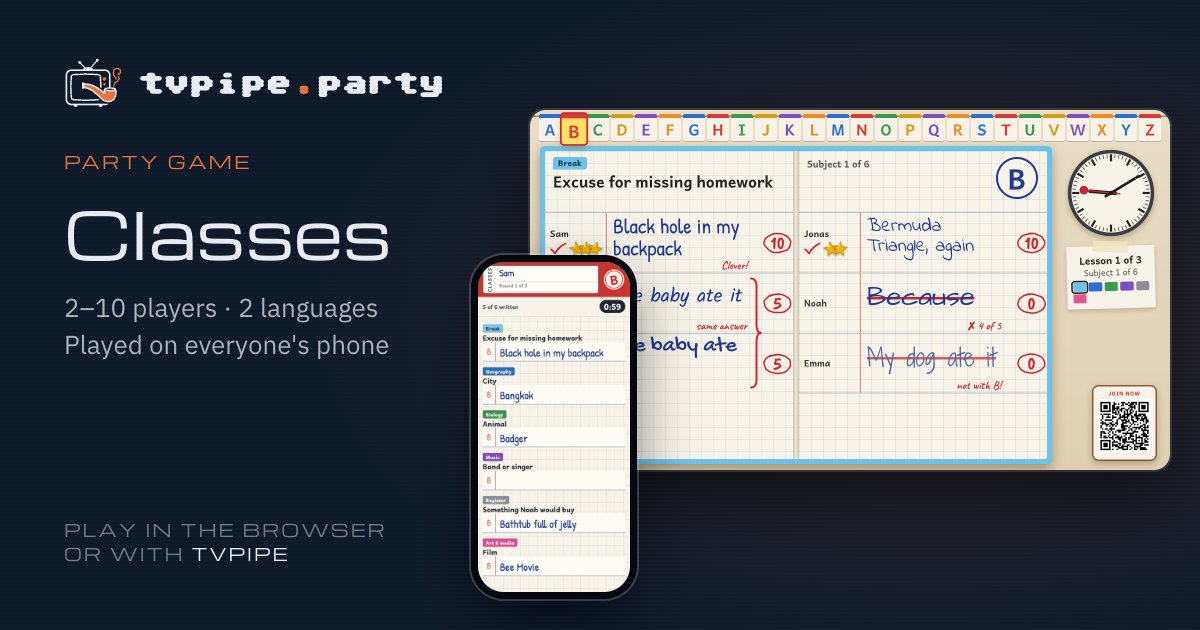 tvpipe.party
PARTY GAME
Classes
2–10 players · 2 languages
Played on everyone's phone
PLAY IN THE BROWSER
OR WITH TVPIPE
A B C D E F G H I J K L M N O P Q R S T U V W X Y Z
Break
Excuse for missing homework
Sam
Black hole in my
backpack
10
Clever!
e baby ate it
5
same answer
e baby ate
5
Subject 1 of 6
B
Jonas
Bermuda
Triangle, again
10
Noah
Because
0
✗ 4 of 5
Emma
My dog ate it
0
not with B!
Lesson 1 of 3
Subject 1 of 6
JOIN NOW
CLASSES
Sam
Round 1 of 3
B
5 of 6 written
0:59
Break
Excuse for missing homework
B Black hole in my backpack
Geography
City
B Bangkok
Biology
Animal
B Badger
Music
Band or singer
B
Register
Something Noah would buy
B Bathtub full of jelly
Art & media
Film
B Bee Movie